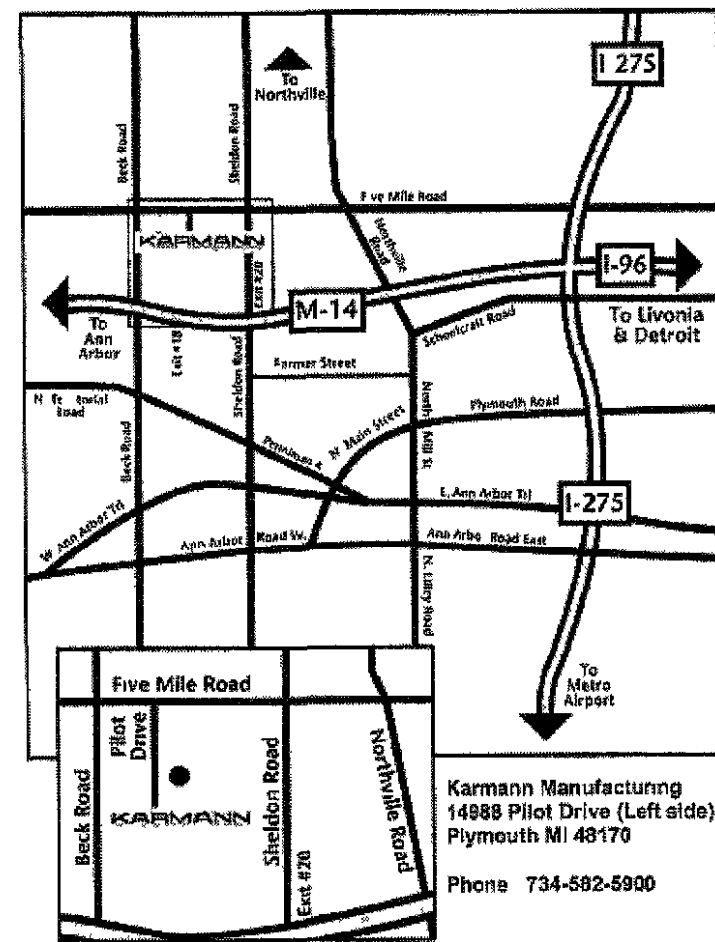 I 275
To
Northville
Beck Road
Sheldon Road
Five Mile Road
KARMANN
Northville
Road
Exit #20
I-96
M-14
To
Ann
Arbor
Exit #18
Schoolcraft Road
To Livonia
& Detroit
Farmer Street
Sheldon Road
N
Road
Beck Road
Penniman
N Main Street
North Mill St
Plymouth Road
W Ann Arbor Trl
E. Ann Arbor Trl
I-275
Ann Arbor Road W.
Ann Arbo Road East
N. Lilley Road
To
Metro
Airport
Five Mile Road
Pilot
Drive
KARMANN
Beck Road
Sheldon Road
Exit #20
Northville Road
Karmann Manufacturing
14988 Pilot Drive (Left side)
Plymouth MI 48170
Phone 734-582-5900